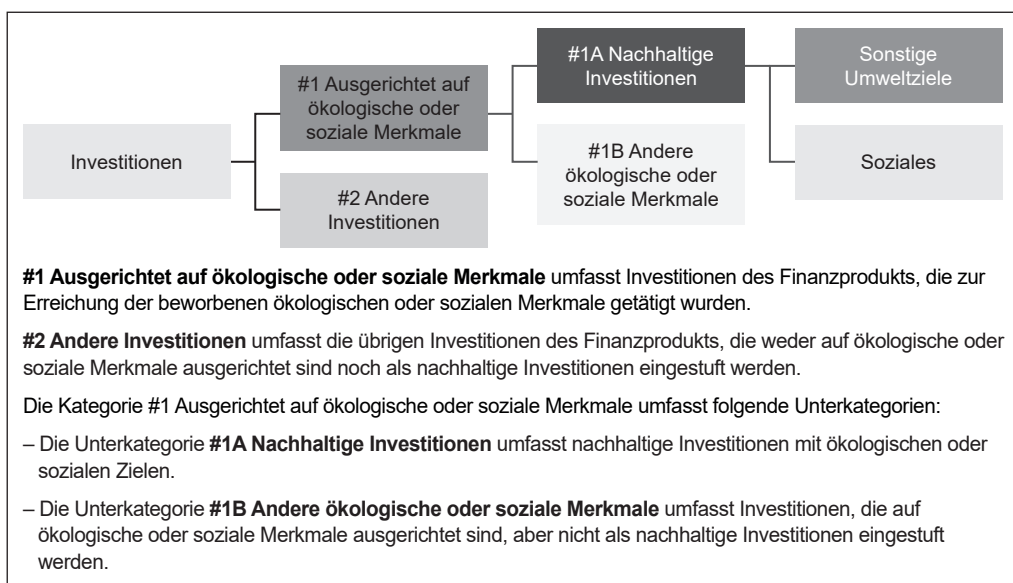 #1A Nachhaltige
Investitionen
Sonstige
Umweltziele
#1 Ausgerichtet auf
ökologische oder
soziale Merkmale
Investitionen
#1B Andere
ökologische oder
soziale Merkmale
Soziales
#2 Andere
Investitionen
#1 Ausgerichtet auf ökologische oder soziale Merkmale umfasst Investitionen des Finanzprodukts, die zur
Erreichung der beworbenen ökologischen oder sozialen Merkmale getätigt wurden.
#2 Andere Investitionen umfasst die übrigen Investitionen des Finanzprodukts, die weder auf ökologische oder
soziale Merkmale ausgerichtet sind noch als nachhaltige Investitionen eingestuft werden.
Die Kategorie #1 Ausgerichtet auf ökologische oder soziale Merkmale umfasst folgende Unterkategorien:
– Die Unterkategorie #1A Nachhaltige Investitionen umfasst nachhaltige Investitionen mit ökologischen oder
sozialen Zielen.
– Die Unterkategorie #1B Andere ökologische oder soziale Merkmale umfasst Investitionen, die auf
ökologische oder soziale Merkmale ausgerichtet sind, aber nicht als nachhaltige Investitionen eingestuft
werden.